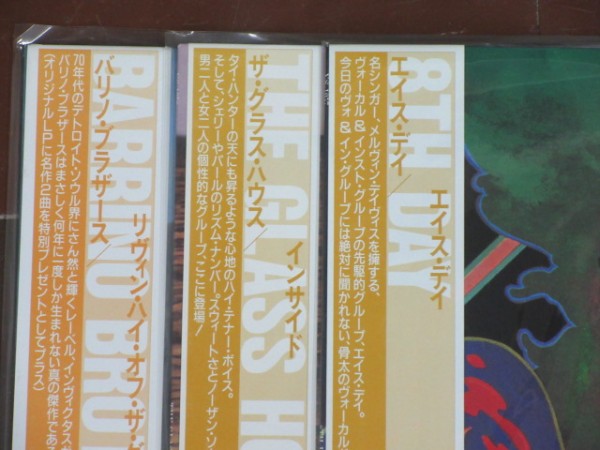 8TH DAY
エイス・デイ/エイス・デイ
名シンガー、メルヴィン・デイヴィスを擁する、
ヴォーカル&インスト・グループの先駆的グループ、エイス・デイ。
今日のヴォ&イン・グループには絶対に聞かれない、骨太のヴォーカル
THE GLASS HO
ザ・グラス・ハウス/インサイド
タイ・ハンターの天にも昇るような心地のハイ・テナー・ボイス。
そして、シェリーやパールのリズム・ナンバー、スウィートさとノーザン・ソ
男二人と女二人の個性的なグループ、ここに登場!
BARRINO BROT
バリノ・ブラザース/リヴィン・ハイ・オフ・ザ・グ
70年代のデトロイト・ソウル界にさん然と輝くレーベル、インヴィクタスが
バリノ・ブラザースはまさしく何年に一度しか生まれない真の傑作である
(オリジナルLPに名作2曲を特別プレゼントとしてプラス)